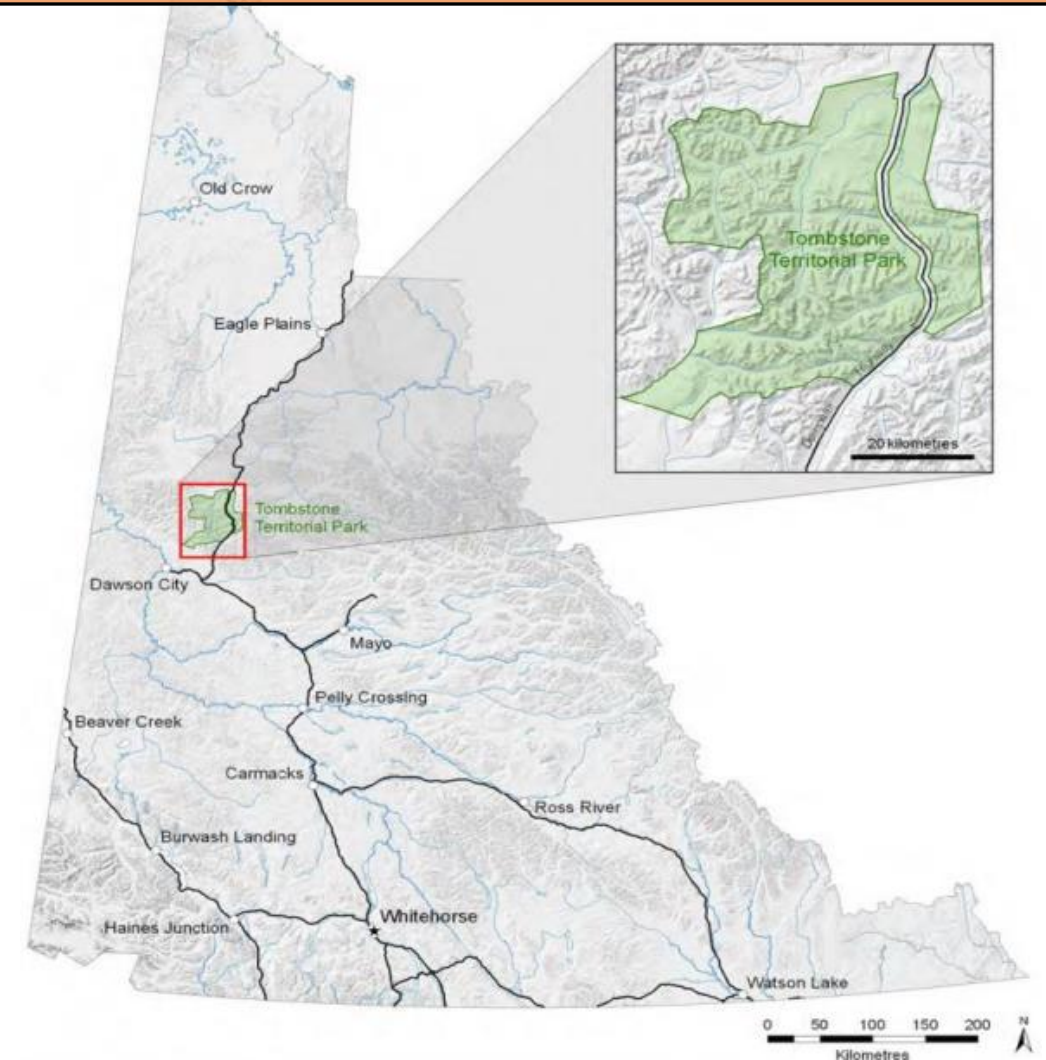 Old Crow
Eagle Plains
Tombstone
Territorial Park
20 kilometres
Tombstone
Territorial Park
Dawson City
Mayo
Pelly Crossing
Beaver Creek
Carmacks
Ross River
Burwash Landing
Haines Junction
Whitehorse
Watson Lake
0 50 100 150 200
Kilometres
N